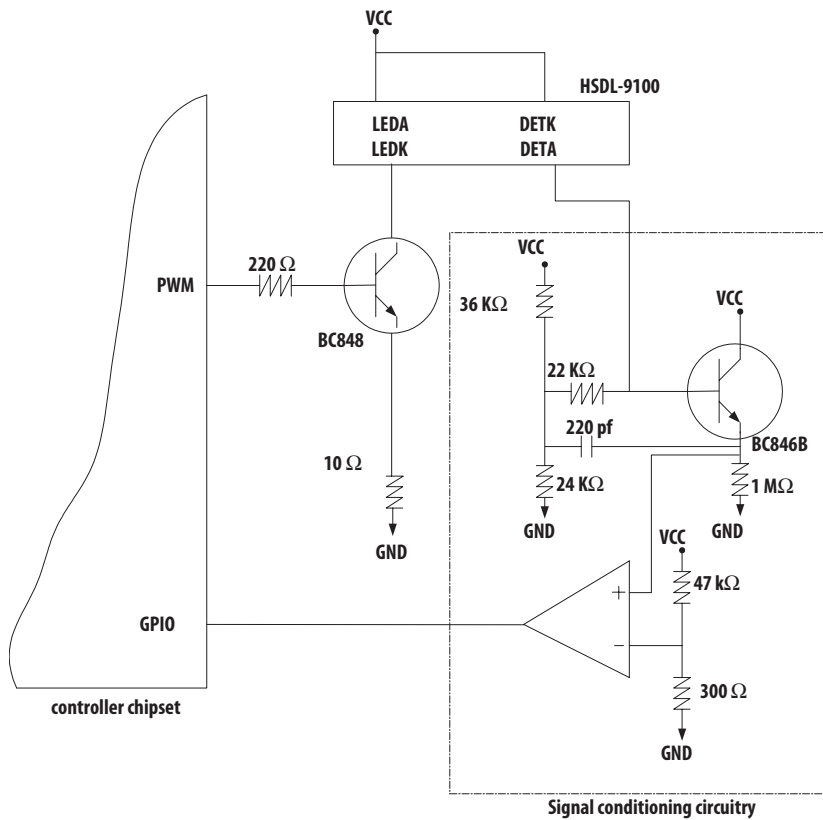 VCC
HSDL-9100
LEDA DETK
LEDK DETA
VCC
220 Ω
PWM
36 KΩ
VCC
BC848
22 KΩ
220 pf
BC846B
10 Ω
24 KΩ
1 MΩ
GND
GND
VCC
GND
47 kΩ
+
GPIO
−
300 Ω
controller chipset
GND
Signal conditioning circuitry